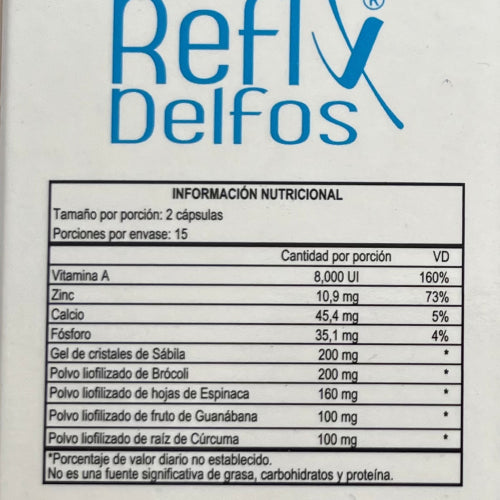 Reflux®
Delfos
INFORMACIÓN NUTRICIONAL
Tamaño por porción: 2 cápsulas
Porciones por envase: 15
Cantidad por porción VD
Vitamina A 8,000 UI 160%
Zinc 10,9 mg 73%
Calcio 45,4 mg 5%
Fósforo 35,1 mg 4%
Gel de cristales de Sábila 200 mg *
Polvo liofilizado de Brócoli 200 mg *
Polvo liofilizado de hojas de Espinaca 160 mg *
Polvo liofilizado de fruto de Guanábana 100 mg *
Polvo liofilizado de raíz de Cúrcuma 100 mg *
*Porcentaje de valor diario no establecido.
No es una fuente significativa de grasa, carbohidratos y proteína.